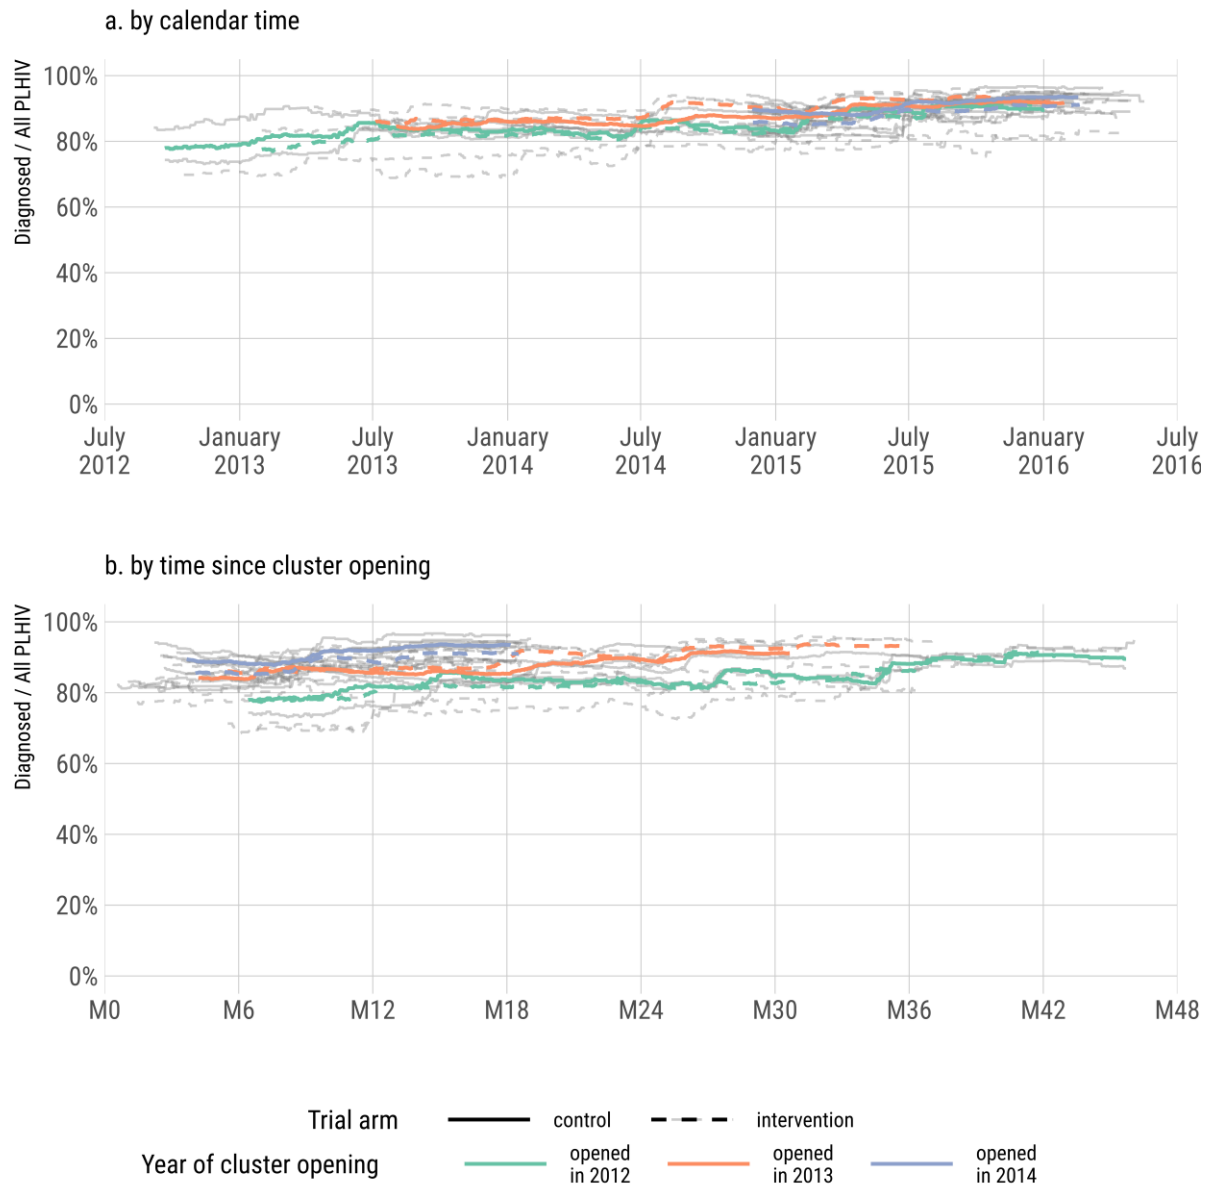 a. by calendar time
Diagnosed / All PLHIV
100%
80%
60%
40%
20%
0%
July 2012
January 2013
July 2013
January 2014
July 2014
January 2015
July 2015
January 2016
July 2016
b. by time since cluster opening
Diagnosed / All PLHIV
100%
80%
60%
40%
20%
0%
M0 M6 M12 M18 M24 M30 M36 M42 M48
Trial arm control intervention
Year of cluster opening
opened
in 2012
opened
in 2013
opened
in 2014